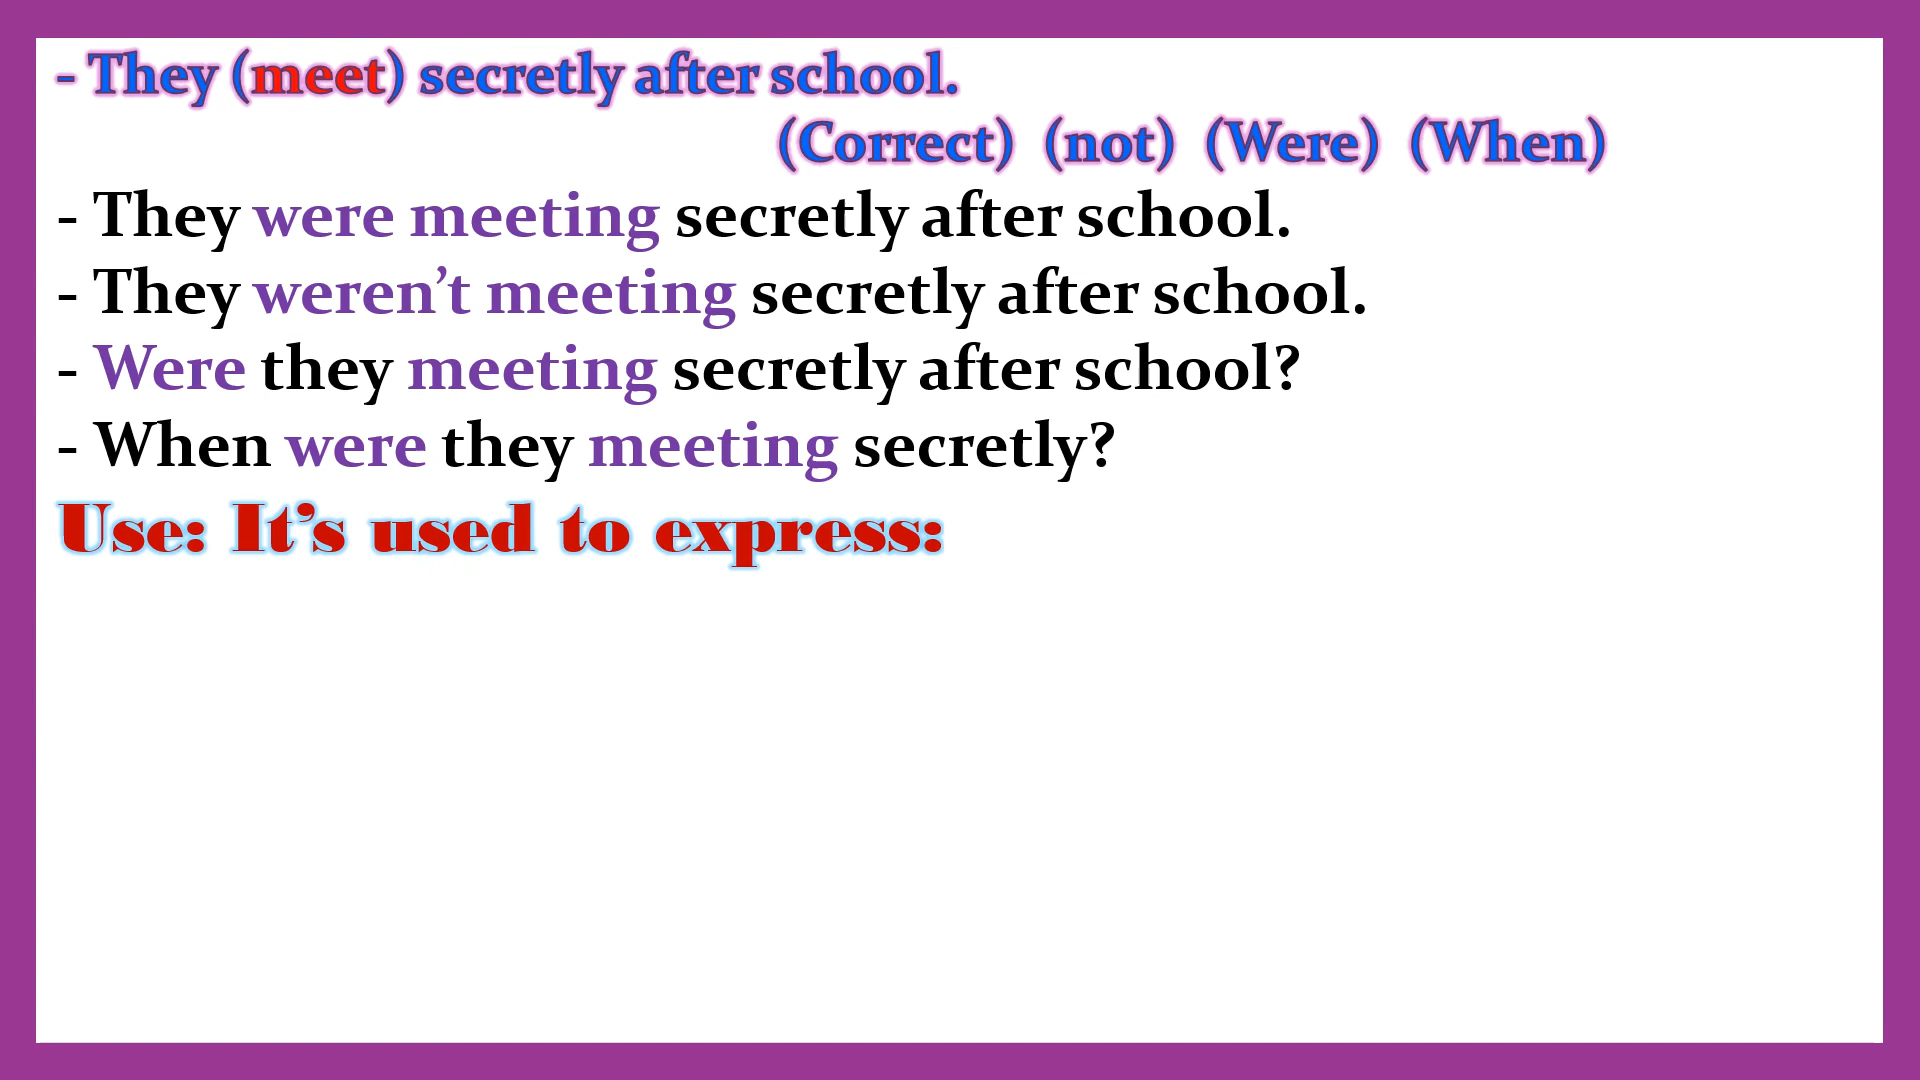 - They (meet) secretly after school.
(Correct) (not) (Were) (When)
- They were meeting secretly after school.
- They weren’t meeting secretly after school.
- Were they meeting secretly after school?
- When were they meeting secretly?
Use: It’s used to express: